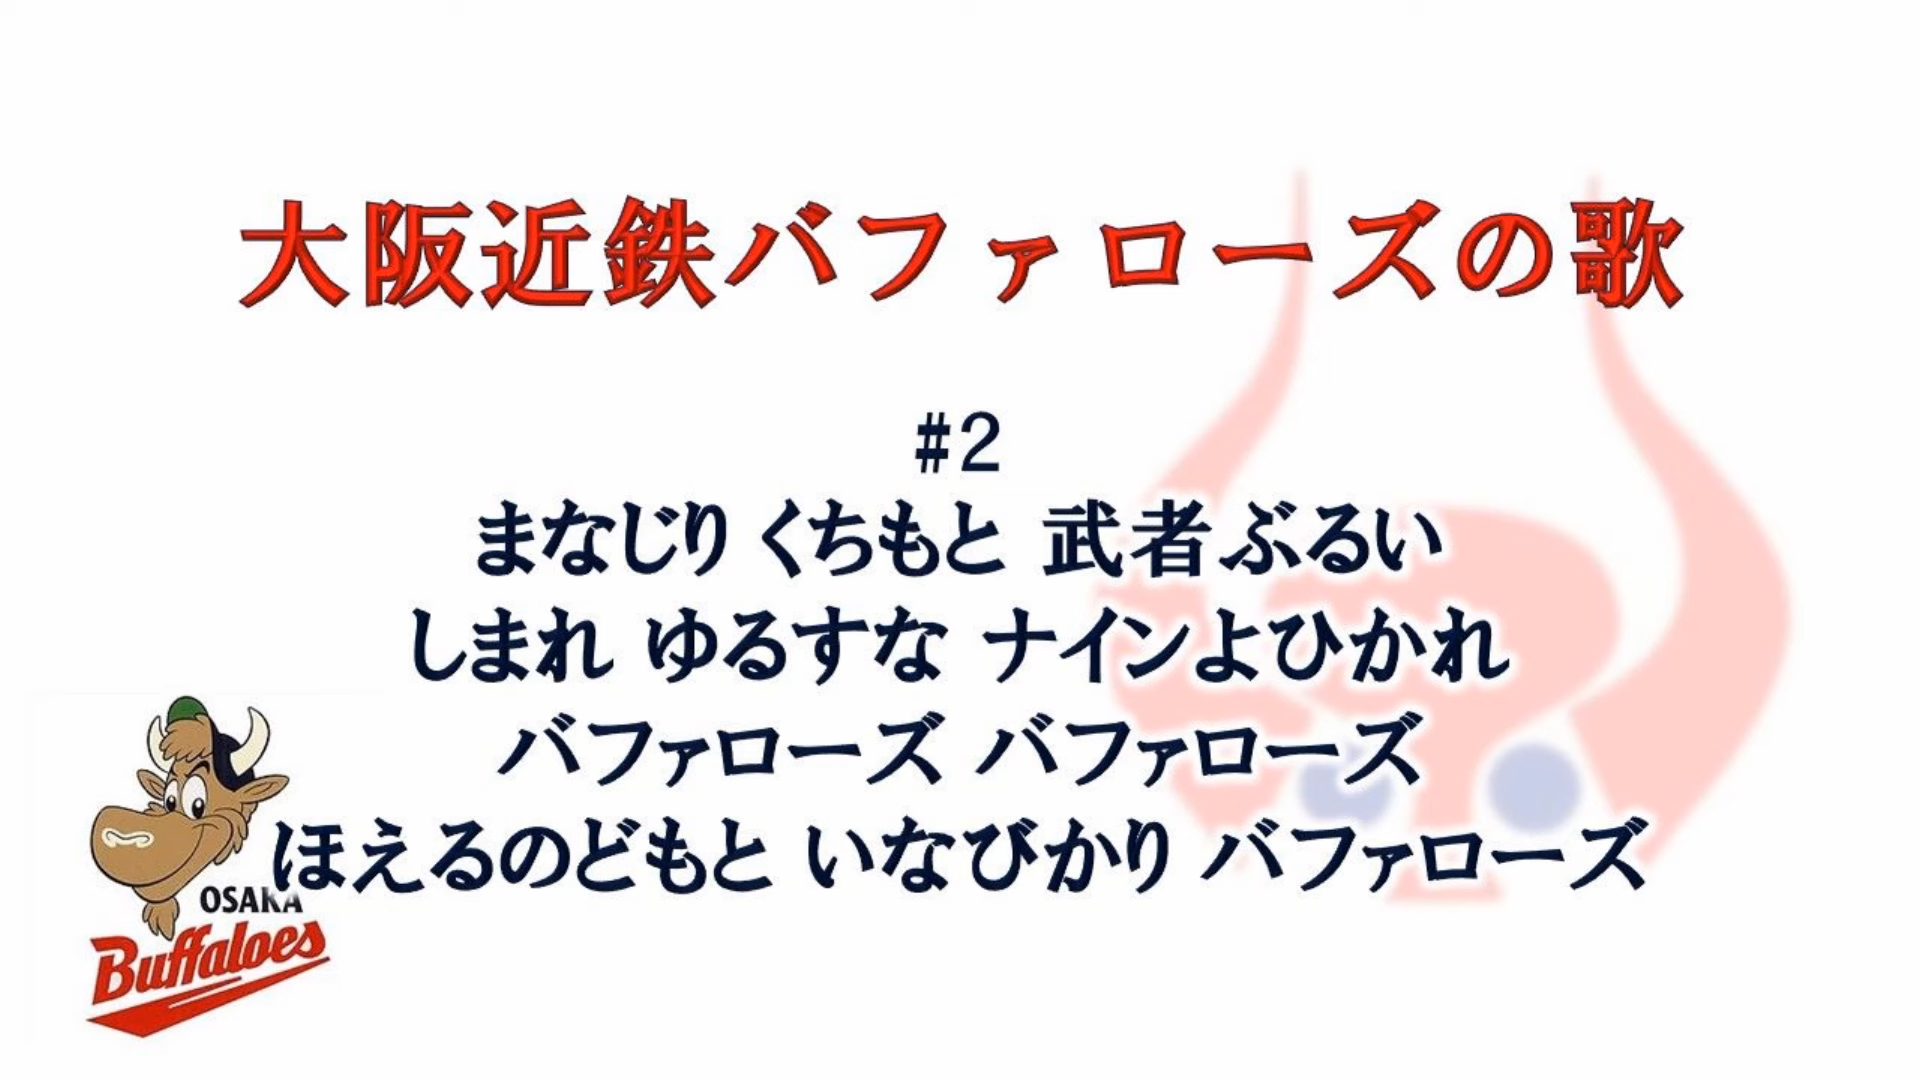 大阪近鉄バファローズの歌
#2
まなじり くちもと 武者ぶるい
しまれ ゆるすな ナインよひかれ
バファローズ バファローズ
ほえるのどもと いなびかり バファローズ
OSAKA
Buffaloes